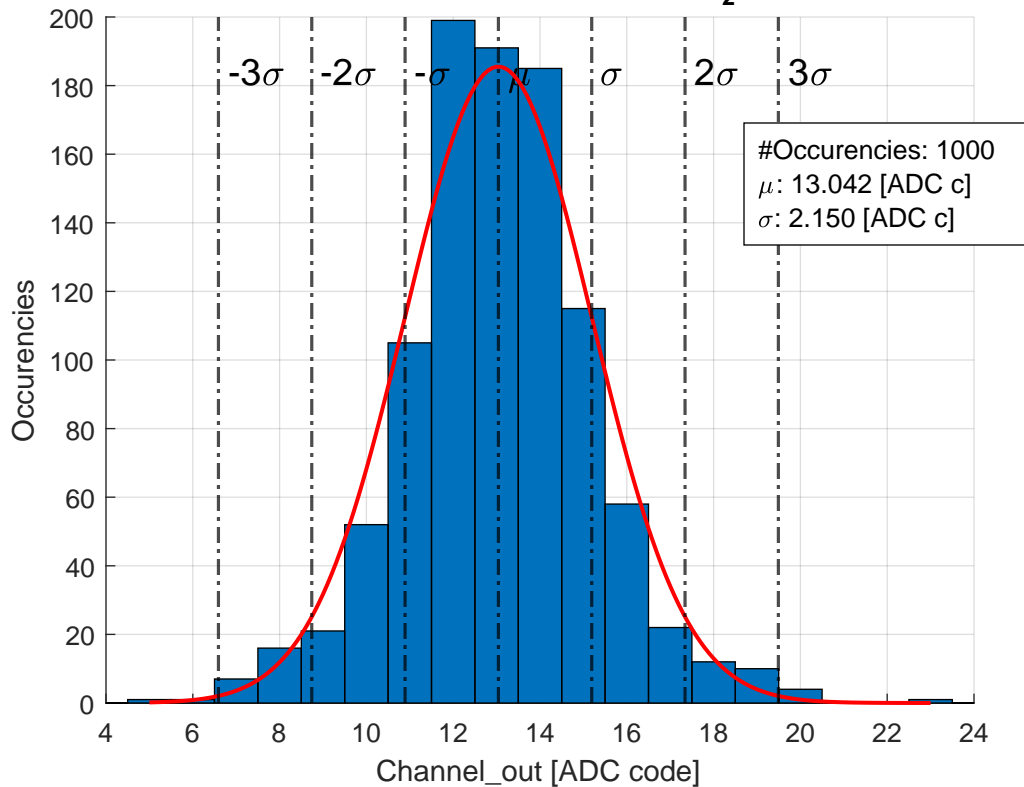 2
200
180
160
140
120
100
80
60
40
20
0
-3σ -2σ -σ μ σ 2σ 3σ
#Occurencies: 1000
μ: 13.042 [ADC c]
σ: 2.150 [ADC c]
Occurencies
4 6 8 10 12 14 16 18 20 22 24
Channel_out [ADC code]